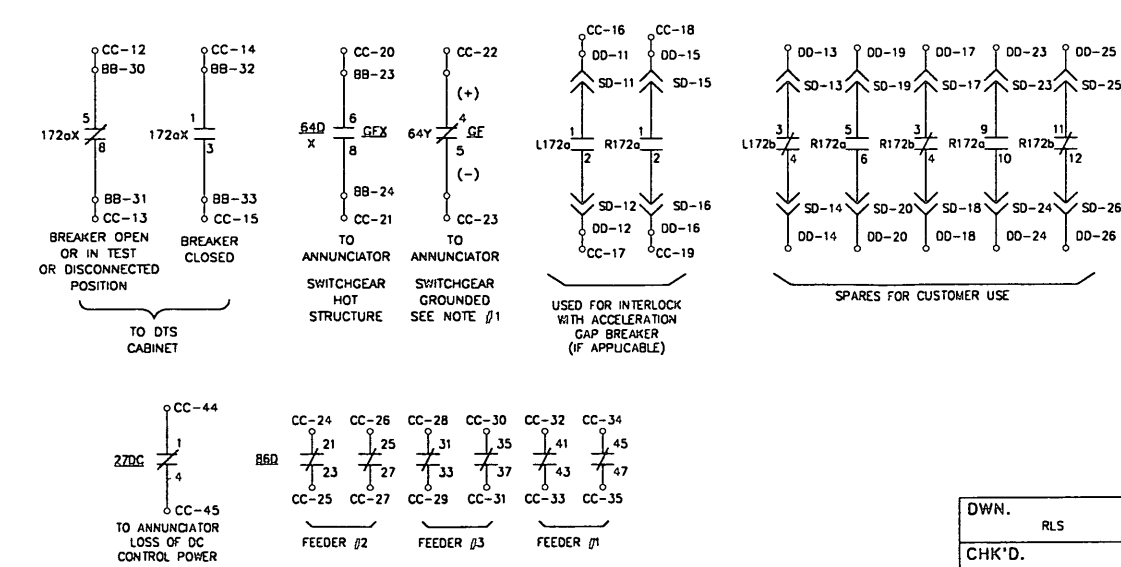 CC-12
BB-30
5
172aX
8
BB-31
CC-13
BREAKER OPEN
OR IN TEST
OR DISCONNECTED
POSITION
CC-14
BB-32
1
172aX
3
BB-33
CC-15
BREAKER
CLOSED
TO DTS
CABINET
CC-20
BB-23
6
64D
X
GFX
8
BB-24
CC-21
TO
ANNUNCIATOR
SWITCHGEAR
HOT
STRUCTURE
CC-22
(+)
4
64Y
GF
5
(-)
CC-23
TO
ANNUNCIATOR
SWITCHGEAR
GROUNDED
SEE NOTE #1
CC-16
DD-11
SD-11
1
L172a
2
SD-12
DD-12
CC-17
CC-18
DD-15
SD-15
1
R172a
2
SD-16
DD-16
CC-19
USED FOR INTERLOCK
WITH ACCELERATION
GAP BREAKER
(IF APPLICABLE)
DD-13
SD-13
3
L172b
4
SD-14
DD-14
DD-19
SD-19
5
R172a
6
SD-20
DD-20
DD-17
SD-17
3
R172b
4
SD-18
DD-18
DD-23
SD-23
9
R172a
10
SD-24
DD-24
DD-25
SD-25
11
R172b
12
SD-26
DD-26
SPARES FOR CUSTOMER USE
CC-44
1
27DC
4
CC-45
TO ANNUNCIATOR
LOSS OF DC
CONTROL POWER
86D
CC-24
21
23
CC-25
CC-26
25
27
CC-27
FEEDER #2
CC-28
31
33
CC-29
CC-30
35
37
CC-31
FEEDER #3
CC-32
41
43
CC-33
CC-34
45
47
CC-35
FEEDER #1
DWN.
RLS
CHK'D.